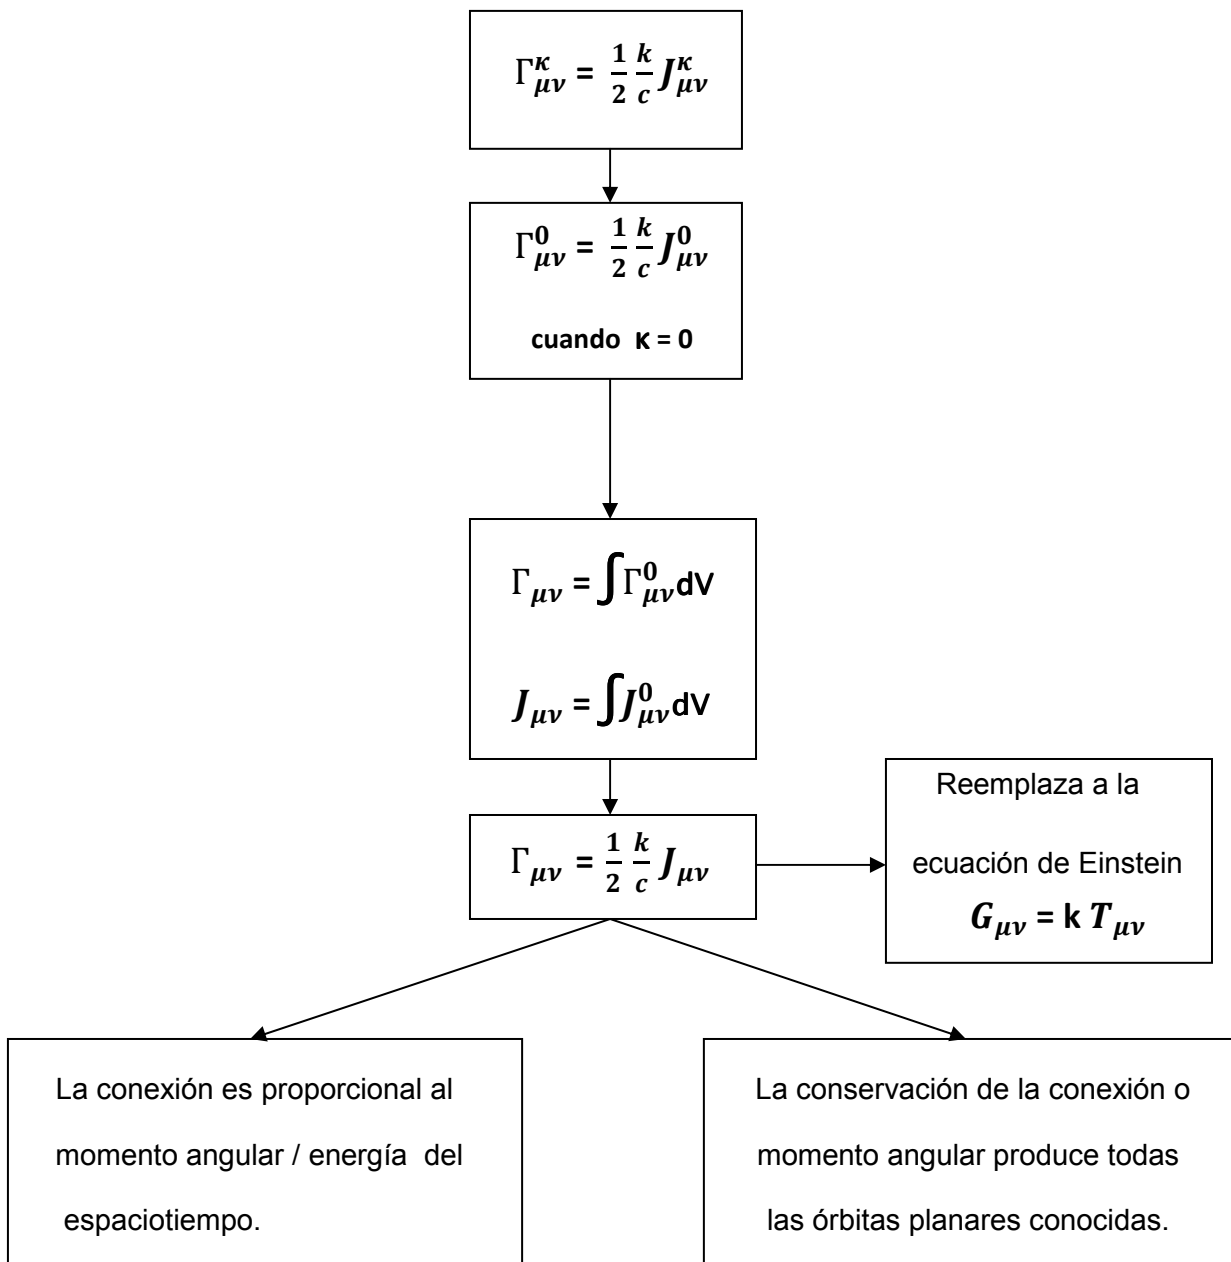 Γ^κ_μν = 1/2 k/c J^κ_μν
Γ^0_μν = 1/2 k/c J^0_μν
cuando κ = 0
Γ_μν = ∫Γ^0_μν dV
J_μν = ∫J^0_μν dV
Γ_μν = 1/2 k/c J_μν
Reemplaza a la
ecuación de Einstein
G_μν = k T_μν
La conexión es proporcional al
momento angular / energía del
espaciotiempo.
La conservación de la conexión o
momento angular produce todas
las órbitas planares conocidas.